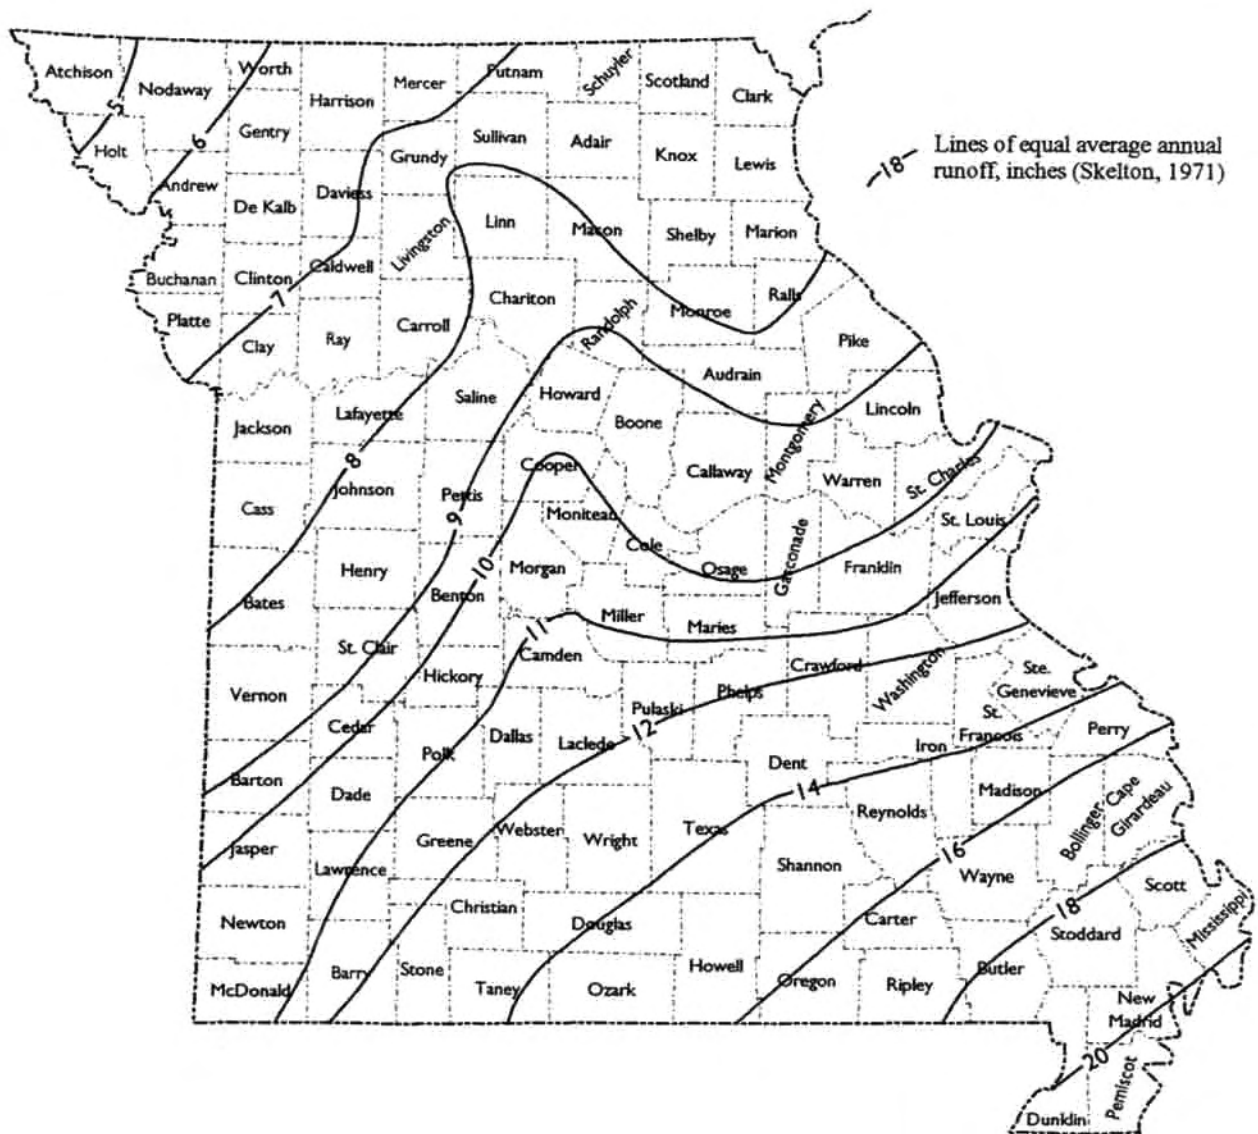 Atchison
Nodaway
Worth
Harrison
Mercer
Putnam
Schuyler
Scotland
Clark
5
6
Holt
Gentry
Grundy
Sullivan
Adair
Knox
Lewis
18
Lines of equal average annual
runoff, inches (Skelton, 1971)
Andrew
De Kalb
Daviess
Livingston
Linn
Macon
Shelby
Marion
Buchanan
Clinton
Caldwell
7
Chariton
Randolph
Monroe
Ralls
Platte
Clay
Ray
Carroll
Pike
Audrain
Jackson
Lafayette
Saline
Howard
Boone
Montgomery
Lincoln
8
Cooper
Callaway
Warren
St. Charles
Cass
Johnson
Pettis
9
Moniteau
Cole
Osage
Gasconade
Franklin
St. Louis
Bates
Henry
Benton
10
Morgan
Miller
Maries
Jefferson
11
St. Clair
Hickory
Camden
Crawford
Washington
Ste.
Genevieve
Vernon
Cedar
Polk
Dallas
Laclede
Pulaski
12
Phelps
St.
Francois
Iron
Perry
Barton
Dade
Dent
14
Reynolds
Madison
Bollinger
Cape
Girardeau
Jasper
Lawrence
Greene
Webster
Wright
Texas
Shannon
16
Wayne
Scott
Mississippi
Newton
Christian
Douglas
Carter
18
Stoddard
McDonald
Barry
Stone
Taney
Ozark
Howell
Oregon
Ripley
Butler
New
Madrid
20
Pemiscot
Dunklin